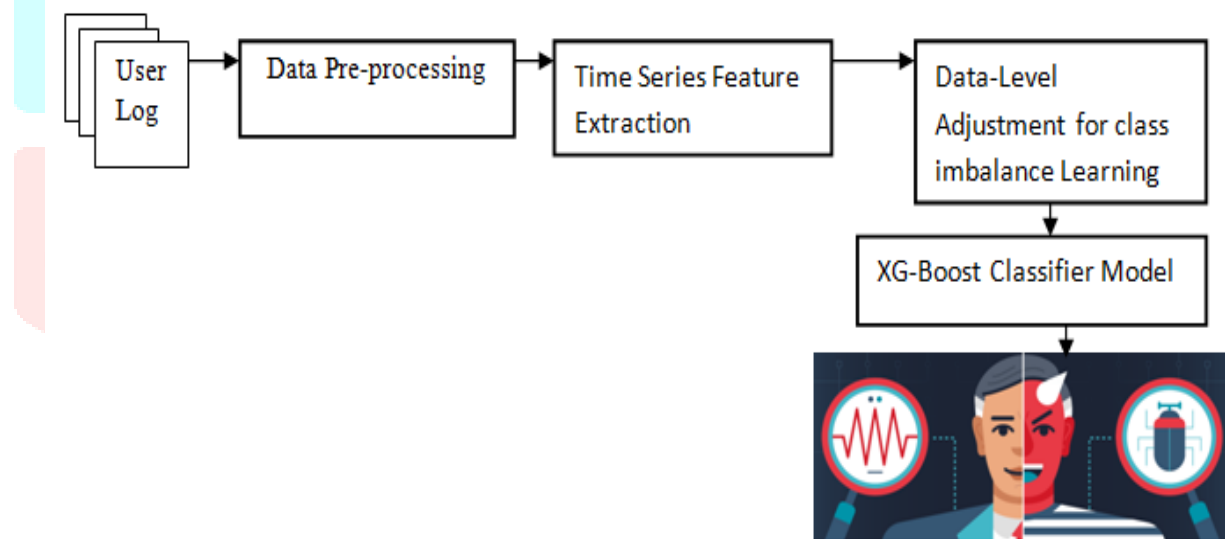 User
Log
Data Pre-processing
Time Series Feature
Extraction
Data-Level
Adjustment for class
imbalance Learning
XG-Boost Classifier Model